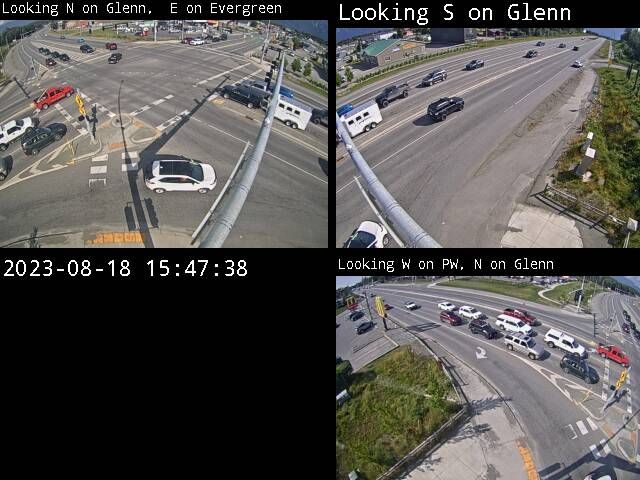 Looking N on Glenn, E on Evergreen
Looking S on Glenn
2023-08-18 15:47:38
Looking W on PW, N on Glenn